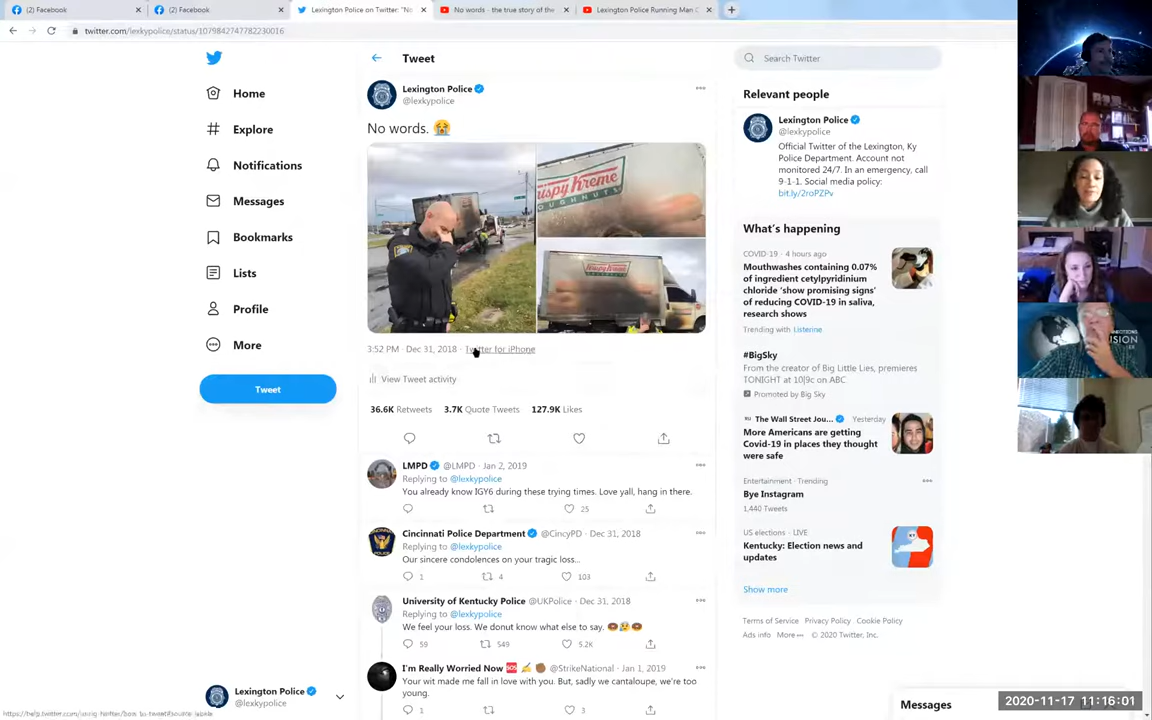 (2) Facebook
(2) Facebook
Lexington Police on Twitter: "No
No words - the true story of the
Lexington Police Running Man C
twitter.com/lexkypolice/status/1079842747782230016
Home
Explore
Notifications
Messages
Bookmarks
Lists
Profile
More
Tweet
Lexington Police
@lexkypolice
Tweet
Lexington Police
@lexkypolice
No words. 😭
Krispy Kreme
DOUGHNUTS
Krispy Kreme
3:52 PM · Dec 31, 2018 · Twitter for iPhone
View Tweet activity
36.6K Retweets 3.7K Quote Tweets 127.9K Likes
LMPD @LMPD · Jan 2, 2019
Replying to @lexkypolice
You already know IGY6 during these trying times. Love yall, hang in there.
25
Cincinnati Police Department @CincyPD · Dec 31, 2018
Replying to @lexkypolice
Our sincere condolences on your tragic loss...
1 4 103
University of Kentucky Police @UKPolice · Dec 31, 2018
Replying to @lexkypolice
We feel your loss. We donut know what else to say. 🍩😢🍩
59 549 5.2K
I'm Really Worried Now 🆘 ✍🏾 @StrikeNational · Jan 1, 2019
Your wit made me fall in love with you. But, sadly we cantaloupe, we're too
young.
1 3
Search Twitter
Relevant people
Lexington Police
@lexkypolice
Official Twitter of the Lexington, Ky
Police Department. Account not
monitored 24/7. In an emergency, call
9-1-1. Social media policy:
bit.ly/2roPZPv
What's happening
COVID-19 · 4 hours ago
Mouthwashes containing 0.07%
of ingredient cetylpyridinium
chloride 'show promising signs'
of reducing COVID-19 in saliva,
research shows
Trending with Listerine
#BigSky
From the creator of Big Little Lies, premieres
TONIGHT at 10|9c on ABC
Promoted by Big Sky
The Wall Street Jou... Yesterday
More Americans are getting
Covid-19 in places they thought
were safe
Entertainment · Trending
Bye Instagram
1,440 Tweets
US elections · LIVE
Kentucky: Election news and
updates
Show more
Terms of Service Privacy Policy Cookie Policy
Ads info More © 2020 Twitter, Inc.
Messages
2020-11-17 11:16:01